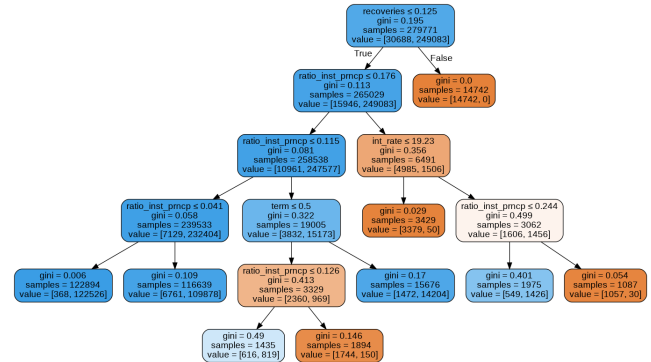 recoveries ≤ 0.125
gini = 0.195
samples = 279771
value = [30688, 249083]
True
False
ratio_inst_prncp ≤ 0.176
gini = 0.113
samples = 265029
value = [15946, 249083]
gini = 0.0
samples = 14742
value = [14742, 0]
ratio_inst_prncp ≤ 0.115
gini = 0.081
samples = 258538
value = [10961, 247577]
int_rate ≤ 19.23
gini = 0.356
samples = 6491
value = [4985, 1506]
ratio_inst_prncp ≤ 0.041
gini = 0.058
samples = 239533
value = [7129, 232404]
term ≤ 0.5
gini = 0.322
samples = 19005
value = [3832, 15173]
gini = 0.029
samples = 3429
value = [3379, 50]
ratio_inst_prncp ≤ 0.244
gini = 0.499
samples = 3062
value = [1606, 1456]
gini = 0.006
samples = 122894
value = [368, 122526]
gini = 0.109
samples = 116639
value = [6761, 109878]
ratio_inst_prncp ≤ 0.126
gini = 0.413
samples = 3329
value = [2360, 969]
gini = 0.17
samples = 15676
value = [1472, 14204]
gini = 0.401
samples = 1975
value = [549, 1426]
gini = 0.054
samples = 1087
value = [1057, 30]
gini = 0.49
samples = 1435
value = [616, 819]
gini = 0.146
samples = 1894
value = [1744, 150]